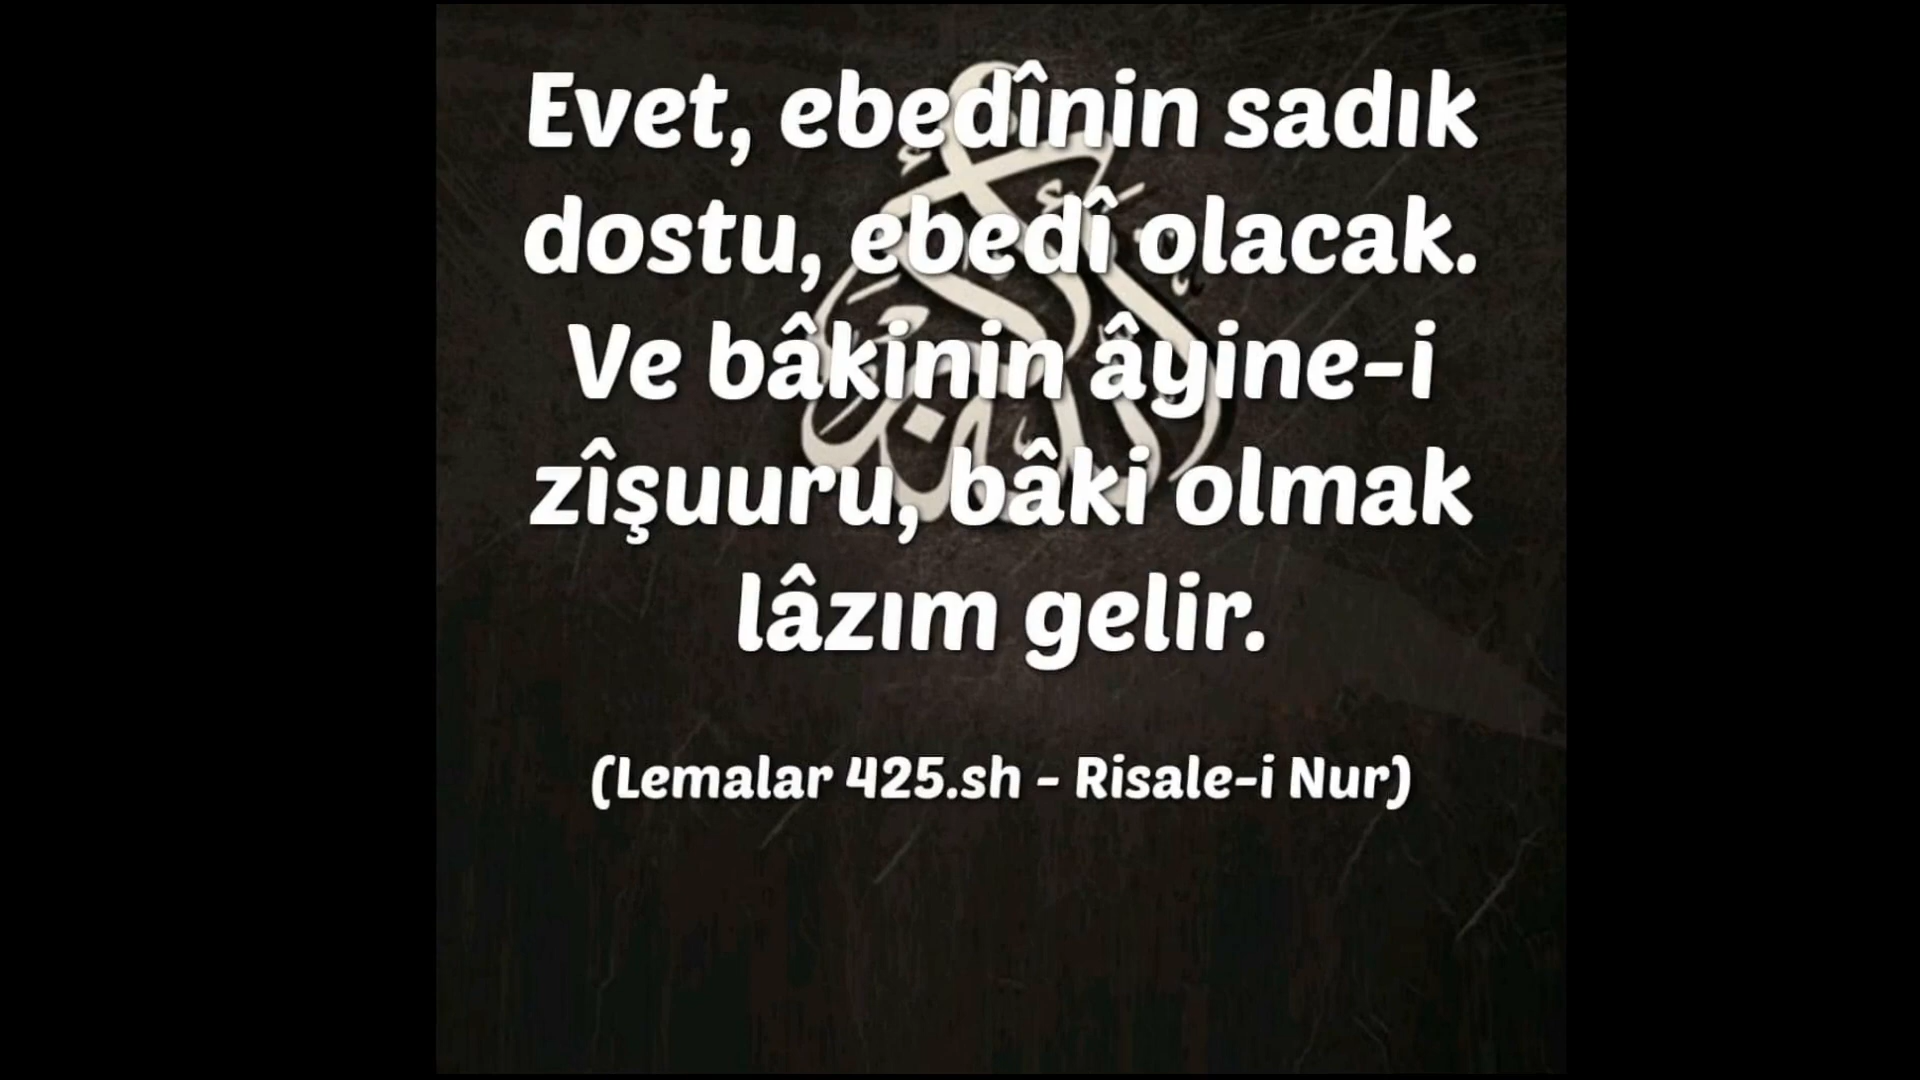 Evet, ebedînin sadık
dostu, ebedî olacak.
Ve bâkinin âyine-i
zîşuuru, bâki olmak
lâzım gelir.
(Lemalar 425.sh - Risale-i Nur)